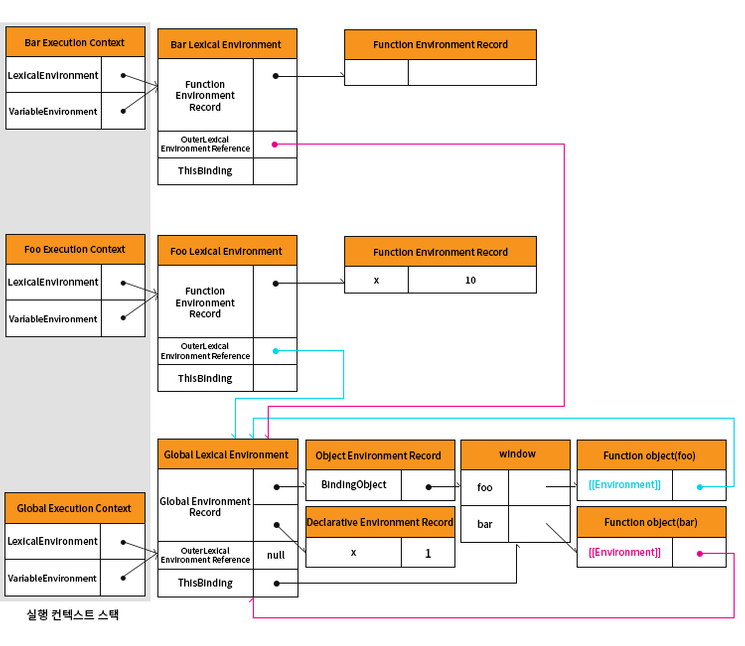 Bar Execution Context
LexicalEnvironment
VariableEnvironment
Bar Lexical Environment
Function
Environment
Record
OuterLexical
Environment Reference
ThisBinding
Function Environment Record
Foo Execution Context
LexicalEnvironment
VariableEnvironment
Foo Lexical Environment
Function
Environment
Record
OuterLexical
Environment Reference
ThisBinding
Function Environment Record
x 10
Global Execution Context
LexicalEnvironment
VariableEnvironment
Global Lexical Environment
Global Environment
Record
OuterLexical
Environment Reference
null
ThisBinding
Object Environment Record
BindingObject
Declarative Environment Record
x 1
window
foo
bar
Function object(foo)
[[Environment]]
Function object(bar)
[[Environment]]
실행 컨텍스트 스택